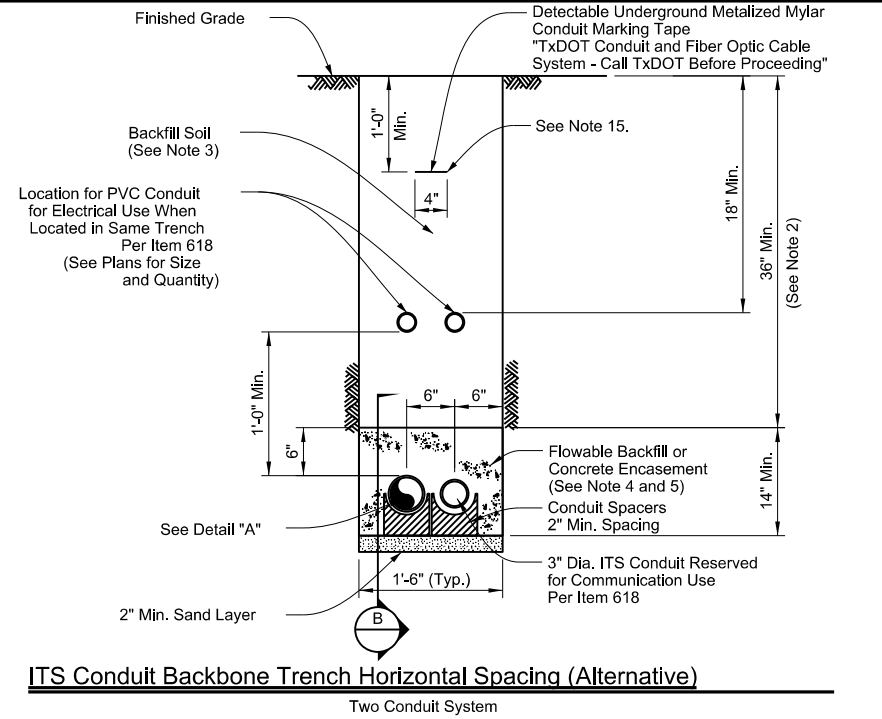 Finished Grade
Detectable Underground Metalized Mylar
Conduit Marking Tape
"TxDOT Conduit and Fiber Optic Cable
System - Call TxDOT Before Proceeding"
1'-0"
Min.
Backfill Soil
(See Note 3)
See Note 15.
4"
Location for PVC Conduit
for Electrical Use When
Located in Same Trench
Per Item 618
(See Plans for Size
and Quantity)
18" Min.
36" Min.
(See Note 2)
1'-0" Min.
6"
6"
6"
Flowable Backfill or
Concrete Encasement
(See Note 4 and 5)
14" Min.
Conduit Spacers
2" Min. Spacing
See Detail "A"
3" Dia. ITS Conduit Reserved
for Communication Use
Per Item 618
1'-6" (Typ.)
2" Min. Sand Layer
B
ITS Conduit Backbone Trench Horizontal Spacing (Alternative)
Two Conduit System